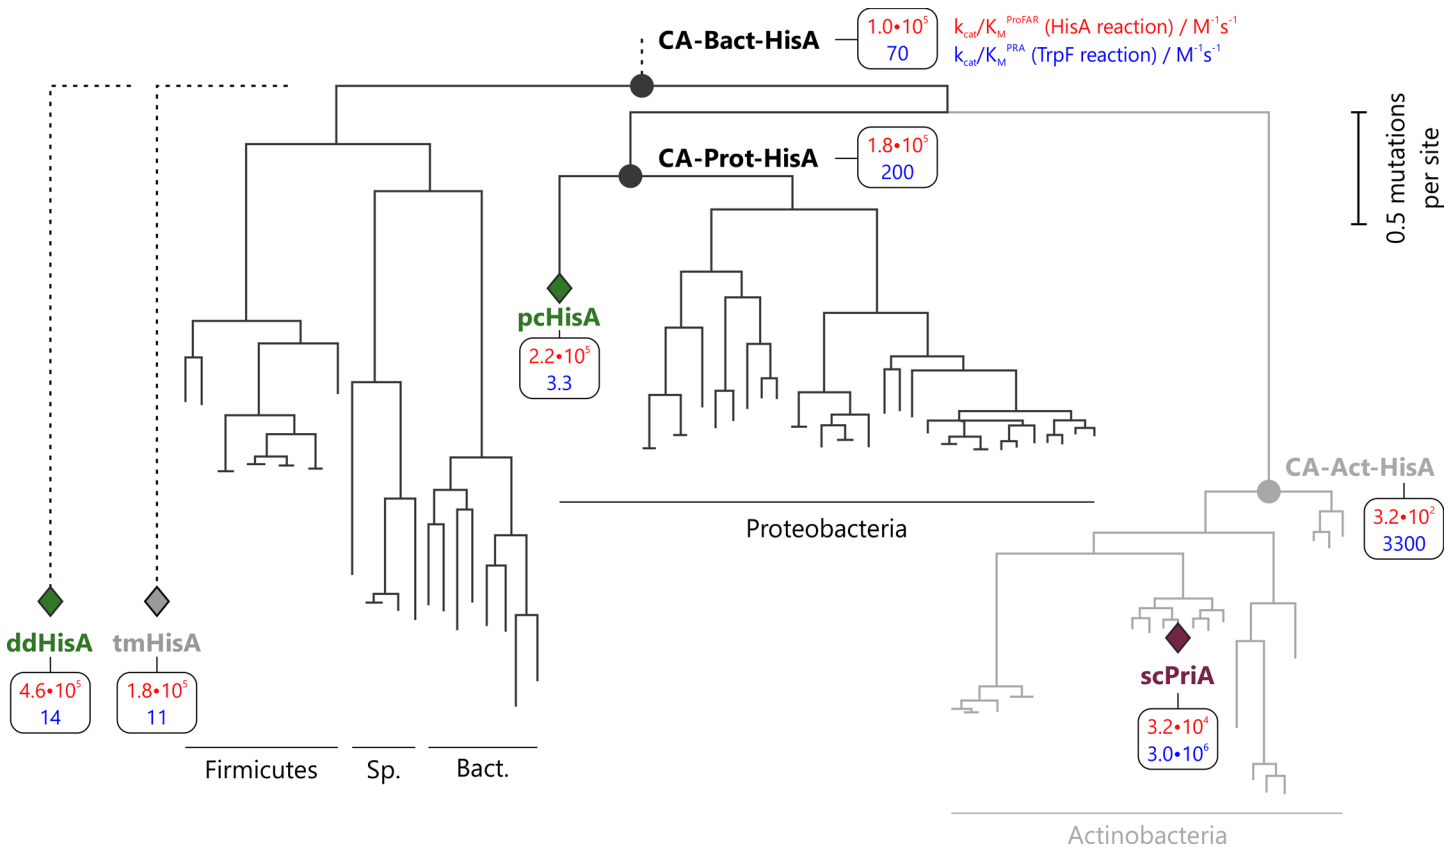 CA-Bact-HisA
1.0•10⁵
70
k_cat/K_M^ProFAR (HisA reaction) / M⁻¹s⁻¹
k_cat/K_M^PRA (TrpF reaction) / M⁻¹s⁻¹
0.5 mutations
per site
CA-Prot-HisA
1.8•10⁵
200
pcHisA
2.2•10⁵
3.3
CA-Act-HisA
3.2•10²
3300
Proteobacteria
ddHisA
4.6•10⁵
14
tmHisA
1.8•10⁵
11
scPriA
3.2•10⁴
3.0•10⁶
Firmicutes
Sp.
Bact.
Actinobacteria